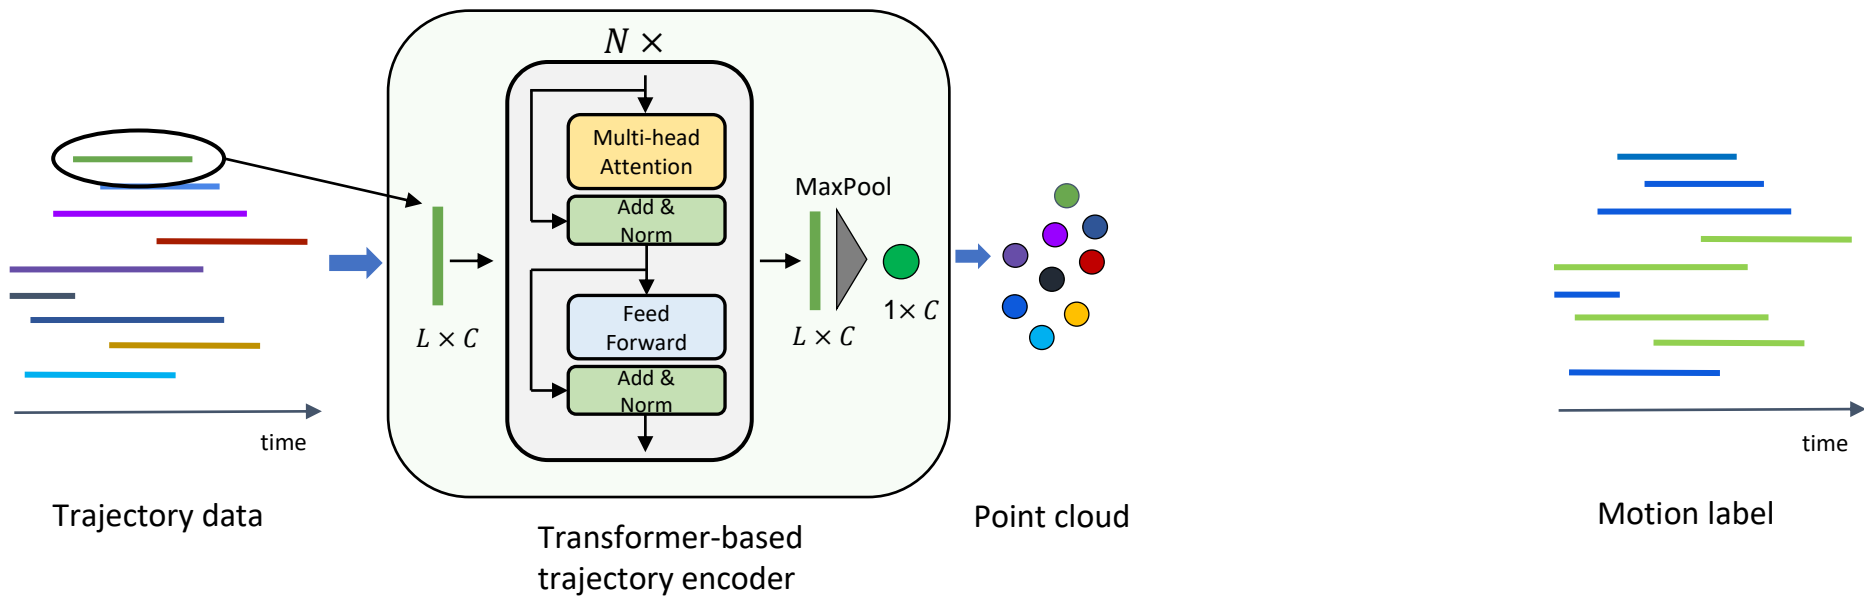 N ×
Multi-head
Attention
Add &
Norm
Feed
Forward
Add &
Norm
L × C
MaxPool
L × C
1× C
time
time
Trajectory data
Transformer-based
trajectory encoder
Point cloud
Motion label